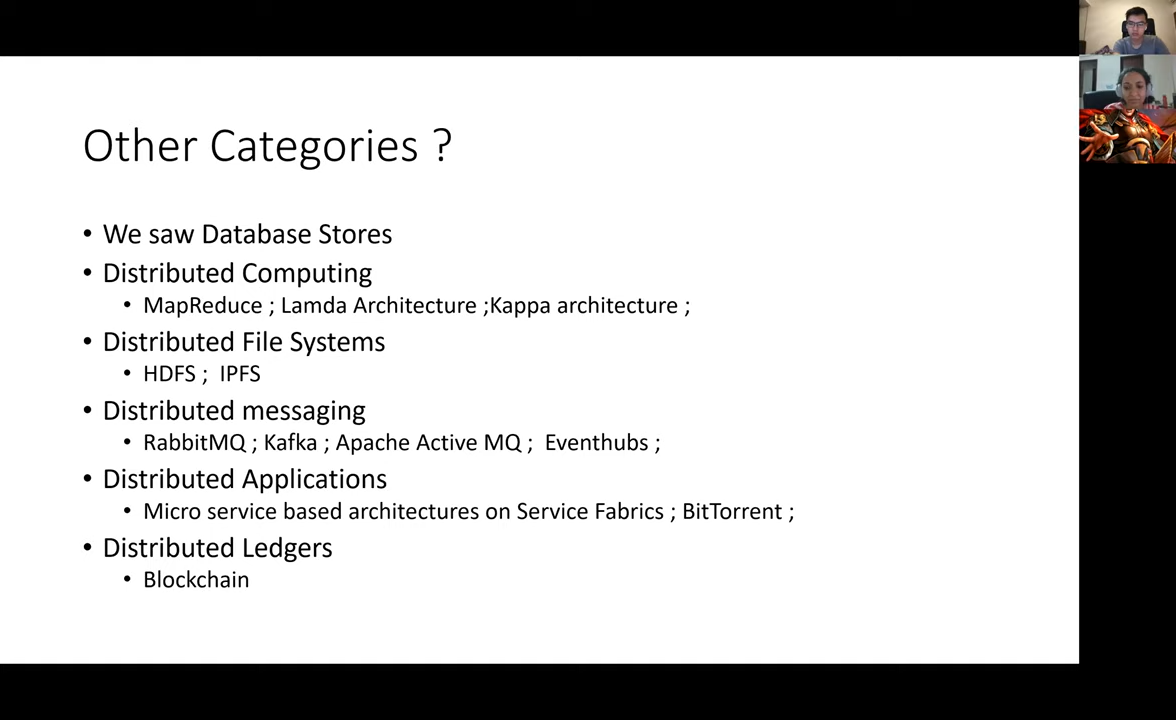 Other Categories ?
• We saw Database Stores
• Distributed Computing
• MapReduce ; Lamda Architecture ;Kappa architecture ;
• Distributed File Systems
• HDFS ;  IPFS
• Distributed messaging
• RabbitMQ ; Kafka ; Apache Active MQ ;  Eventhubs ;
• Distributed Applications
• Micro service based architectures on Service Fabrics ; BitTorrent ;
• Distributed Ledgers
• Blockchain